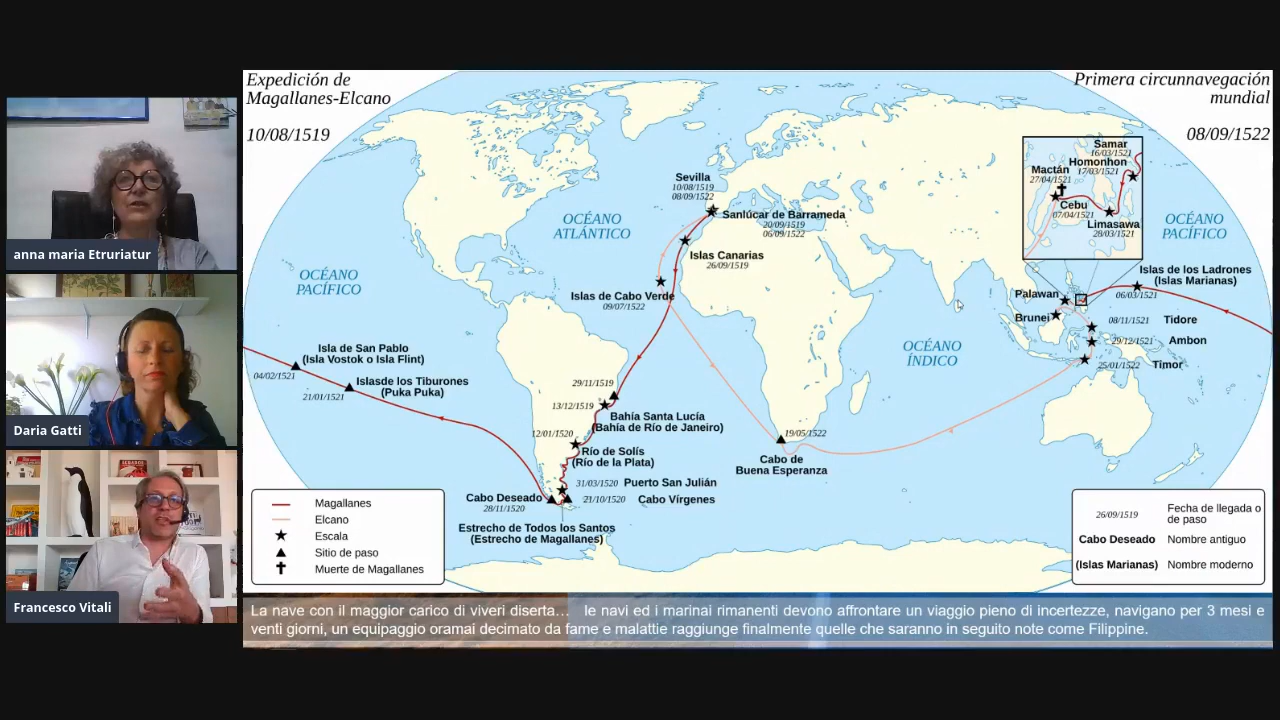 anna maria Etruriatur
Daria Gatti
Francesco Vitali
Expedición de
Magallanes-Elcano
10/08/1519
Primera circunnavegación
mundial
08/09/1522
Samar
16/03/1521
Homonhon
17/03/1521
Mactán
27/04/1521
Cebu
07/04/1521
Limasawa
28/03/1521
Sevilla
10/08/1519
08/09/1522
Sanlúcar de Barrameda
20/09/1519
06/09/1522
OCÉANO
ATLÁNTICO
OCÉANO
PACÍFICO
Islas Canarias
26/09/1519
OCÉANO
PACÍFICO
Islas de los Ladrones
(Islas Marianas)
06/03/1521
Islas de Cabo Verde
09/07/1522
Palawan
Brunei
08/11/1521 Tidore
29/12/1521 Ambon
25/01/1522 Timor
OCÉANO
ÍNDICO
Isla de San Pablo
(Isla Vostok o Isla Flint)
04/02/1521
Islasde los Tiburones
(Puka Puka)
21/01/1521
29/11/1519
13/12/1519
Bahía Santa Lucía
(Bahía de Río de Janeiro)
12/01/1520
Río de Solís
(Río de la Plata)
19/05/1522
Cabo de
Buena Esperanza
31/03/1520 Puerto San Julián
Cabo Deseado
28/11/1520
21/10/1520 Cabo Vírgenes
Estrecho de Todos los Santos
(Estrecho de Magallanes)
Magallanes
Elcano
Escala
Sitio de paso
Muerte de Magallanes
26/09/1519 Fecha de llegada o
de paso
Cabo Deseado Nombre antiguo
(Islas Marianas) Nombre moderno
La nave con il maggior carico di viveri diserta… le navi ed i marinai rimanenti devono affrontare un viaggio pieno di incertezze, navigano per 3 mesi e
venti giorni, un equipaggio oramai decimato da fame e malattie raggiunge finalmente quelle che saranno in seguito note come Filippine.